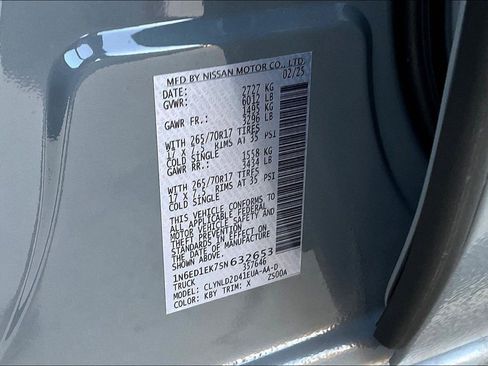 MFD BY NISSAN MOTOR CO., LTD.
DATE: 02/25
GVWR: 2727 KG
6012 LB
GAWR FR.: 1495 KG
3296 LB
WITH 265/70R17 TIRES
17 X 7.5 RIMS AT 35 PSI
COLD SINGLE
GAWR RR.: 1558 KG
3434 LB
WITH 265/70R17 TIRES
17 X 7.5 RIMS AT 35 PSI
COLD SINGLE
THIS VEHICLE CONFORMS TO
ALL APPLICABLE FEDERAL
MOTOR VEHICLE SAFETY AND
THEFT PREVENTION
STANDARDS IN EFFECT ON
THE DATE OF MANUFACTURE
SHOWN ABOVE.
1N6ED1EK7SN632653
TRUCK 357646
MODEL: CLYNLD2D41EUA-AA-D
COLOR: KBY TRIM: X Z500A